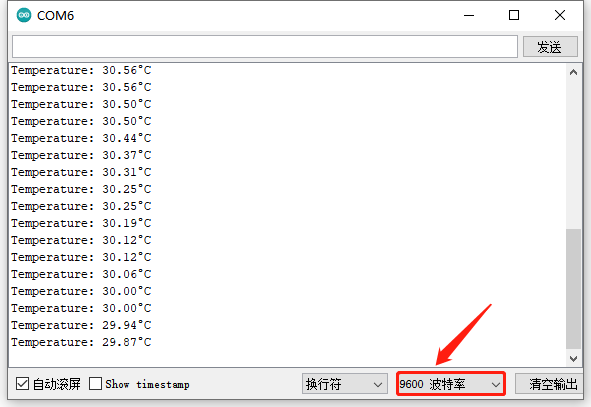 COM6
发送
Temperature: 30.56°C
Temperature: 30.56°C
Temperature: 30.50°C
Temperature: 30.50°C
Temperature: 30.44°C
Temperature: 30.37°C
Temperature: 30.31°C
Temperature: 30.25°C
Temperature: 30.25°C
Temperature: 30.19°C
Temperature: 30.12°C
Temperature: 30.12°C
Temperature: 30.06°C
Temperature: 30.00°C
Temperature: 30.00°C
Temperature: 29.94°C
Temperature: 29.87°C
自动滚屏 Show timestamp 换行符 9600 波特率 清空输出